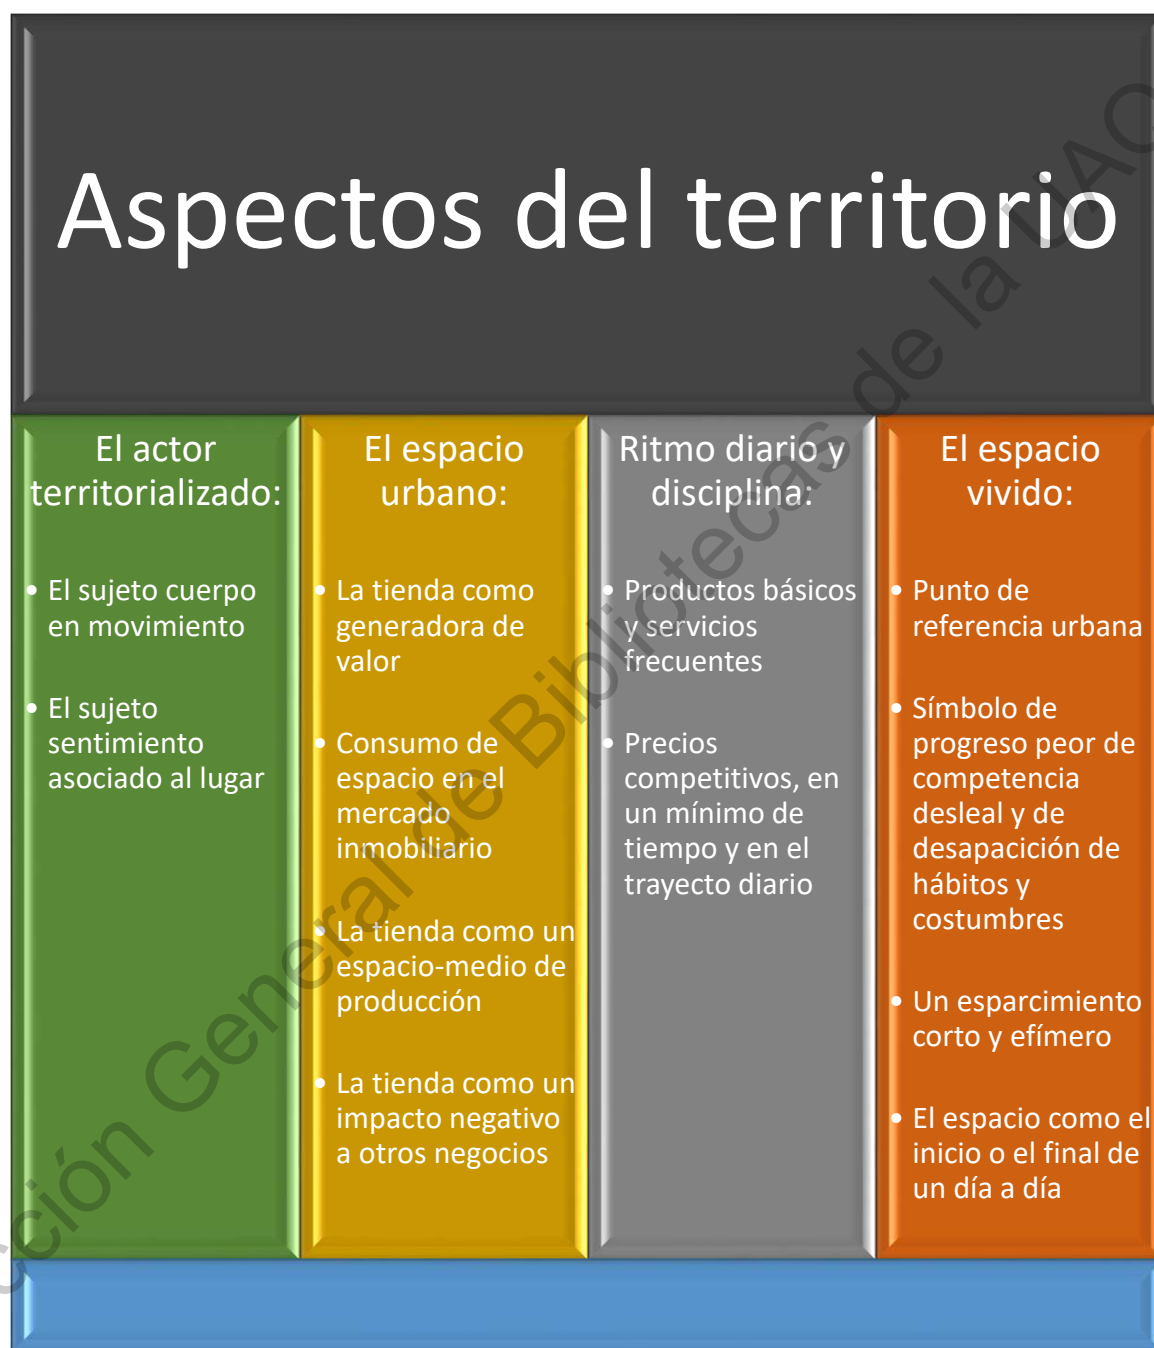 Aspectos del territorio
El actor
territorializado:
• El sujeto cuerpo
en movimiento
• El sujeto
sentimiento
asociado al lugar
El espacio
urbano:
• La tienda como
generadora de
valor
• Consumo de
espacio en el
mercado
inmobiliario
• La tienda como un
espacio-medio de
producción
• La tienda como un
impacto negativo
a otros negocios
Ritmo diario y
disciplina:
• Productos básicos
y servicios
frecuentes
• Precios
competitivos, en
un mínimo de
tiempo y en el
trayecto diario
El espacio
vivido:
• Punto de
referencia urbana
• Símbolo de
progreso peor de
competencia
desleal y de
desapacición de
hábitos y
costumbres
• Un esparcimiento
corto y efímero
• El espacio como el
inicio o el final de
un día a día
cción General de Bibliotecas de la UAQ